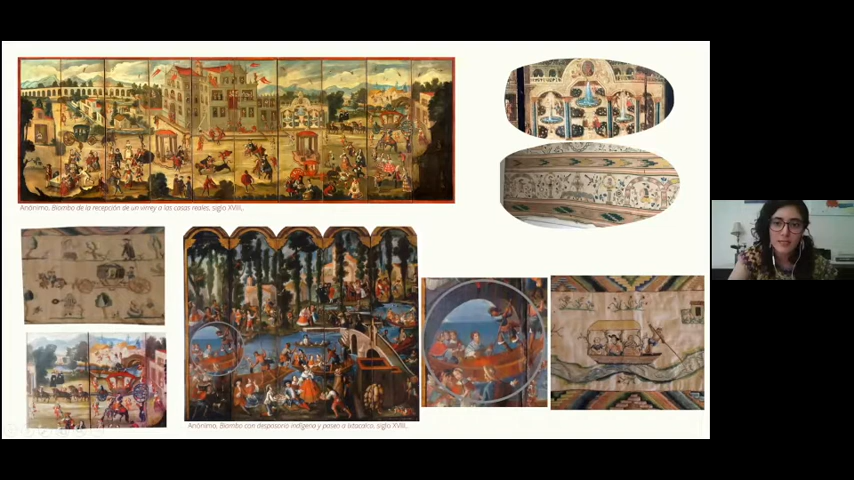 Anónimo, Biombo de la recepción de un virrey a las casas reales, siglo XVIII,
Anónimo, Biombo con desposorio indígena y paseo a Ixtacalco, siglo XVIII,